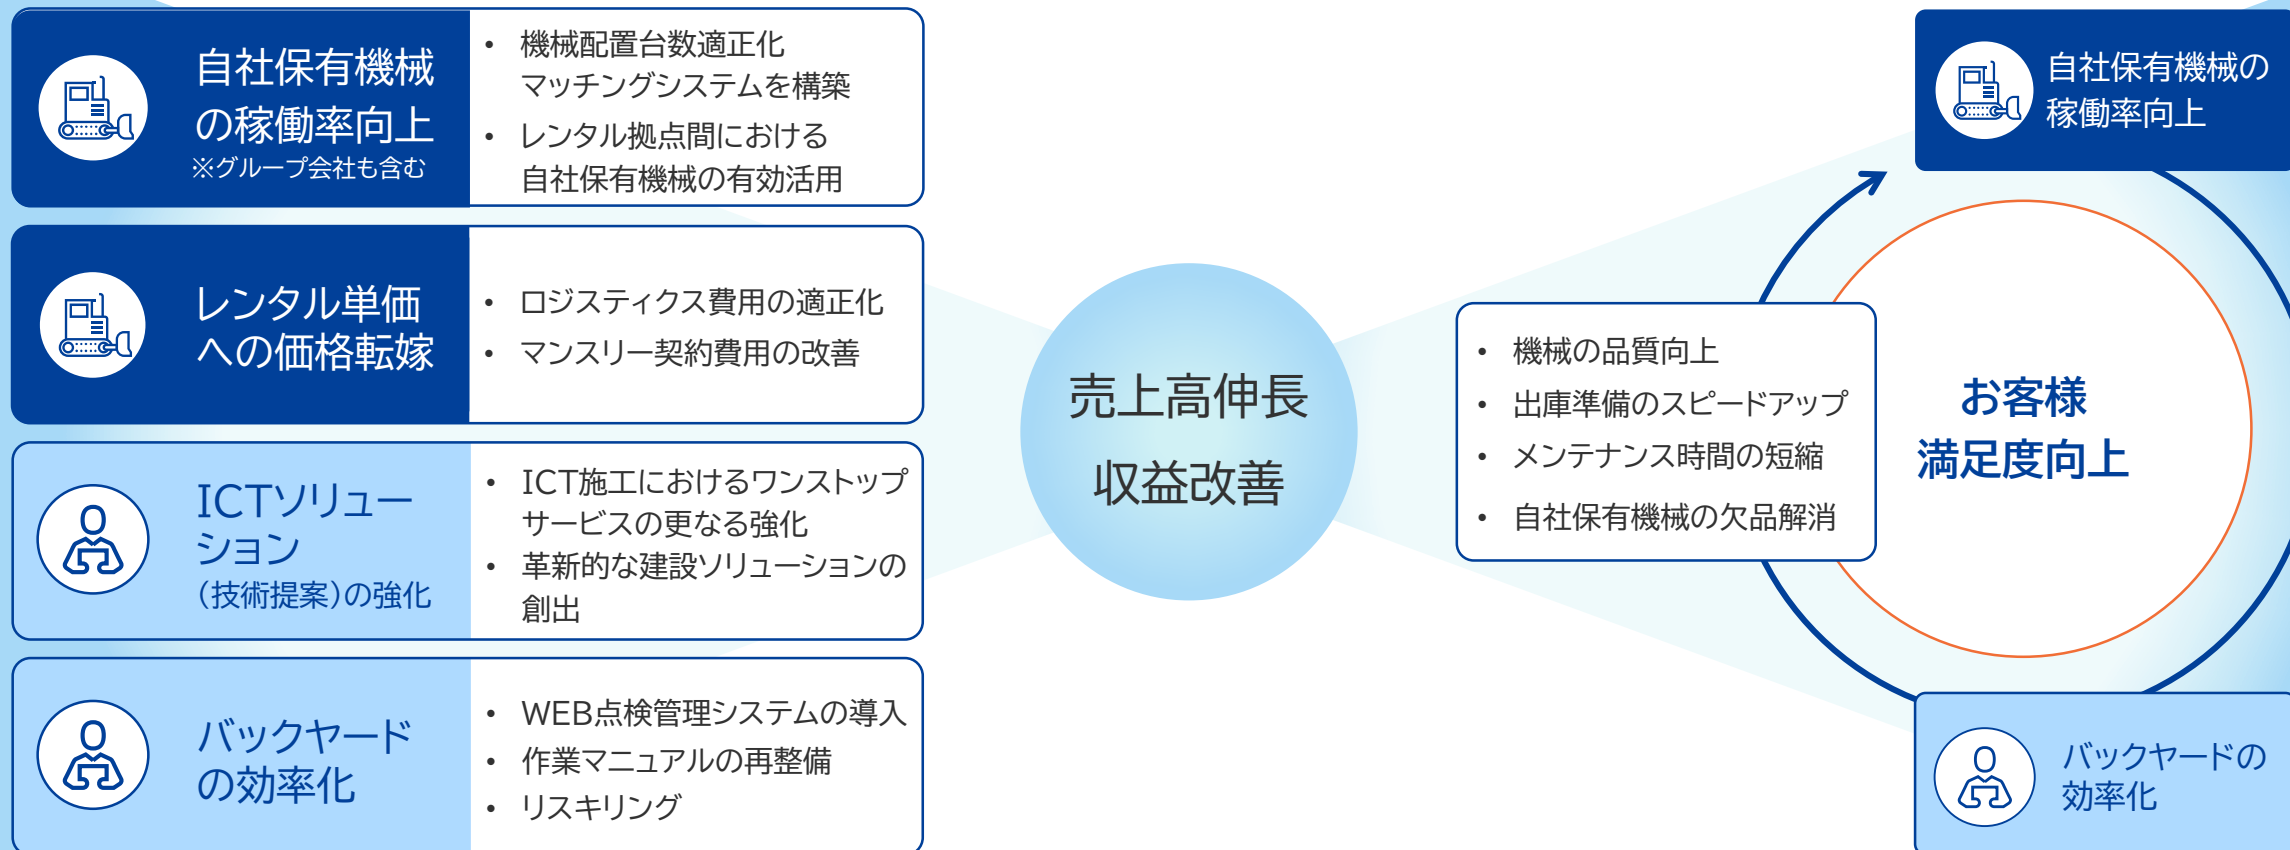 自社保有機械
の稼働率向上
※グループ会社も含む
• 機械配置台数適正化
マッチングシステムを構築
• レンタル拠点間における
自社保有機械の有効活用
レンタル単価
への価格転嫁
• ロジスティクス費用の適正化
• マンスリー契約費用の改善
ICTソリュー
ション
（技術提案）の強化
• ICT施工におけるワンストップ
サービスの更なる強化
• 革新的な建設ソリューションの
創出
バックヤード
の効率化
• WEB点検管理システムの導入
• 作業マニュアルの再整備
• リスキリング
売上高伸長
収益改善
自社保有機械の
稼働率向上
• 機械の品質向上
• 出庫準備のスピードアップ
• メンテナンス時間の短縮
• 自社保有機械の欠品解消
お客様
満足度向上
バックヤードの
効率化